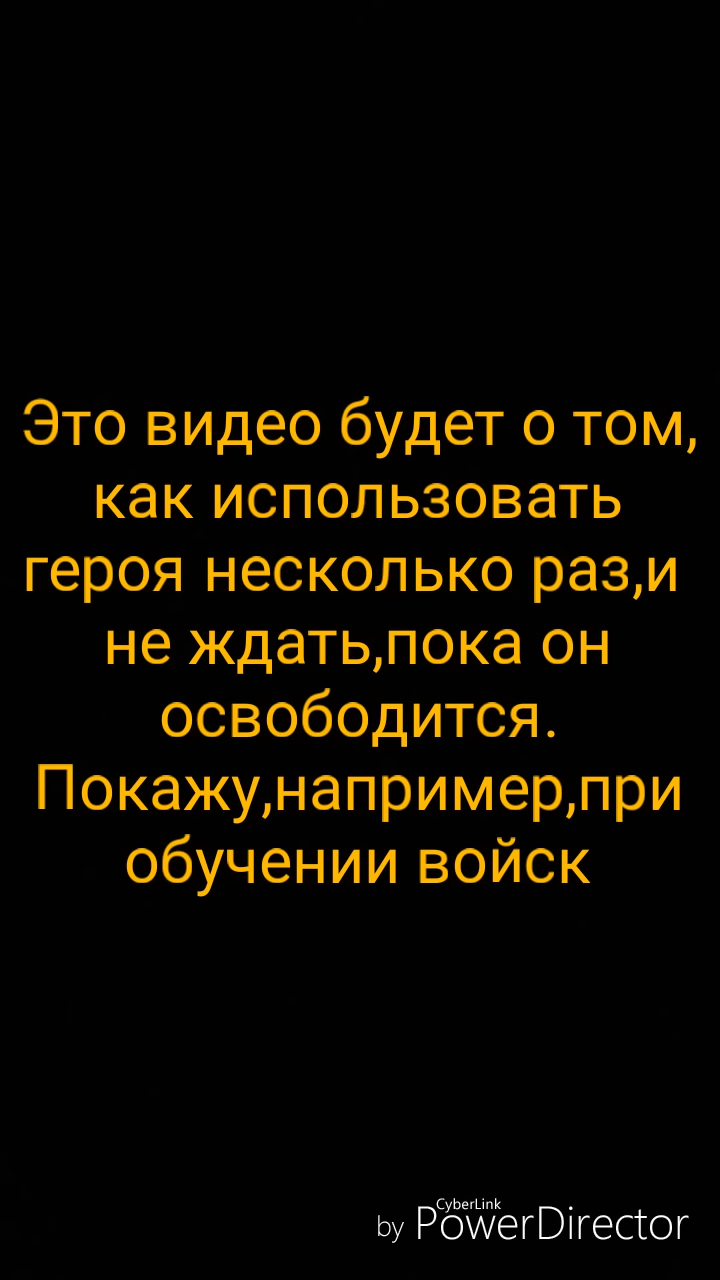 Это видео будет о том,
как использовать
героя несколько раз,и
не ждать,пока он
освободится.
Покажу,например,при
обучении войск
CyberLink
by PowerDirector